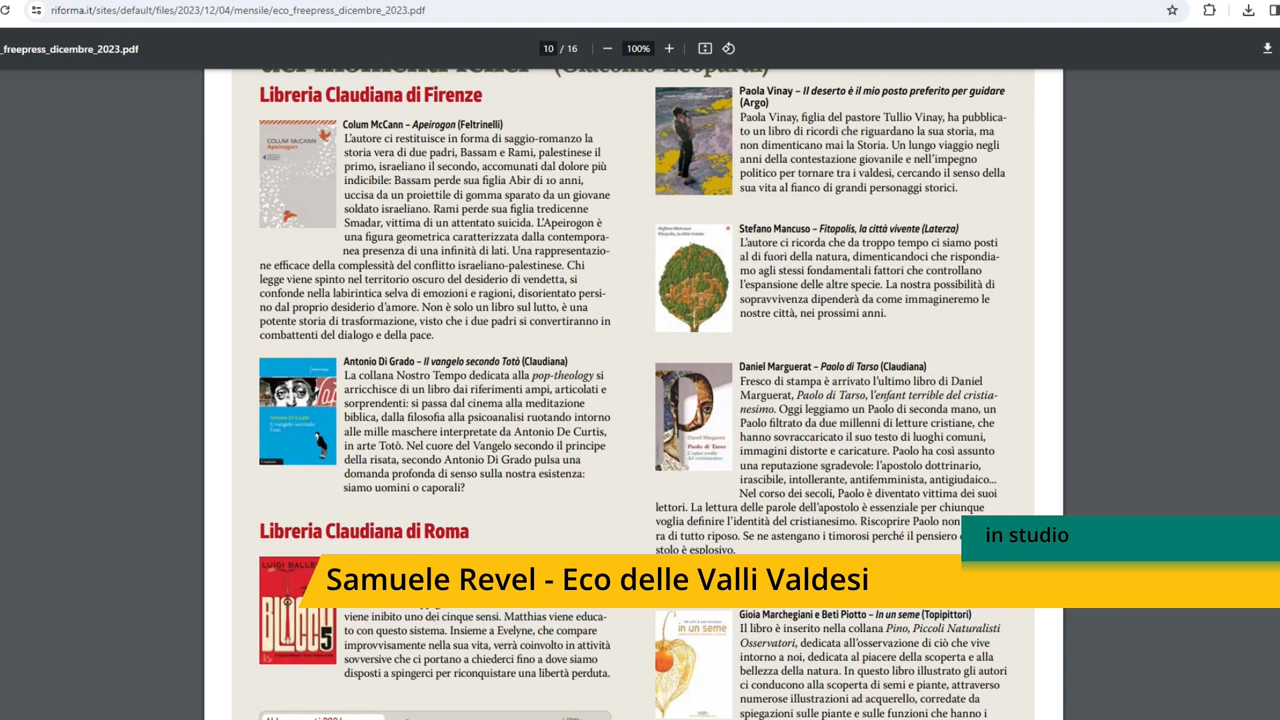 riforma.it/sites/default/files/2023/12/04/mensile/eco_freepress_dicembre_2023.pdf
_freepress_dicembre_2023.pdf
10 / 16
100%
Libreria Claudiana di Firenze
Colum McCann – Apeirogon (Feltrinelli)
L'autore ci restituisce in forma di saggio-romanzo la
storia vera di due padri, Bassam e Rami, palestinese il
primo, israeliano il secondo, accomunati dal dolore più
indicibile: Bassam perde sua figlia Abir di 10 anni,
uccisa da un proiettile di gomma sparato da un giovane
soldato israeliano. Rami perde sua figlia tredicenne
Smadar, vittima di un attentato suicida. L'Apeirogon è
una figura geometrica caratterizzata dalla contempora-
nea presenza di una infinità di lati. Una rappresentazio-
ne efficace della complessità del conflitto israeliano-palestinese. Chi
legge viene spinto nel territorio oscuro del desiderio di vendetta, si
confonde nella labirintica selva di emozioni e ragioni, disorientato persi-
no dal proprio desiderio d'amore. Non è solo un libro sul lutto, è una
potente storia di trasformazione, visto che i due padri si convertiranno in
combattenti del dialogo e della pace.
COLUM McCANN
Apeirogon
Antonio Di Grado – Il vangelo secondo Totò (Claudiana)
La collana Nostro Tempo dedicata alla pop-theology si
arricchisce di un libro dai riferimenti ampi, articolati e
sorprendenti: si passa dal cinema alla meditazione
biblica, dalla filosofia alla psicoanalisi ruotando intorno
alle mille maschere interpretate da Antonio De Curtis,
in arte Totò. Nel cuore del Vangelo secondo il principe
della risata, secondo Antonio Di Grado pulsa una
domanda profonda di senso sulla nostra esistenza:
siamo uomini o caporali?
Libreria Claudiana di Roma
viene inibito uno dei cinque sensi. Matthias viene educa-
to con questo sistema. Insieme a Evelyne, che compare
improvvisamente nella sua vita, verrà coinvolto in attività
sovversive che ci portano a chiederci fino a dove siamo
disposti a spingerci per riconquistare una libertà perduta.
Paola Vinay – Il deserto è il mio posto preferito per guidare
(Argo)
Paola Vinay, figlia del pastore Tullio Vinay, ha pubblica-
to un libro di ricordi che riguardano la sua storia, ma
non dimenticano mai la Storia. Un lungo viaggio negli
anni della contestazione giovanile e nell'impegno
politico per tornare tra i valdesi, cercando il senso della
sua vita al fianco di grandi personaggi storici.
Stefano Mancuso – Fitopolis, la città vivente (Laterza)
L'autore ci ricorda che da troppo tempo ci siamo posti
al di fuori della natura, dimenticandoci che rispondia-
mo agli stessi fondamentali fattori che controllano
l'espansione delle altre specie. La nostra possibilità di
sopravvivenza dipenderà da come immagineremo le
nostre città, nei prossimi anni.
Daniel Marguerat – Paolo di Tarso (Claudiana)
Fresco di stampa è arrivato l'ultimo libro di Daniel
Marguerat, Paolo di Tarso, l'enfant terrible del cristia-
nesimo. Oggi leggiamo un Paolo di seconda mano, un
Paolo filtrato da due millenni di letture cristiane, che
hanno sovraccaricato il suo testo di luoghi comuni,
immagini distorte e caricature. Paolo ha così assunto
una reputazione sgradevole: l'apostolo dottrinario,
irascibile, intollerante, antifemminista, antigiudaico...
Nel corso dei secoli, Paolo è diventato vittima dei suoi
lettori. La lettura delle parole dell'apostolo è essenziale per chiunque
voglia definire l'identità del cristianesimo. Riscoprire Paolo non
ra di tutto riposo. Se ne astengano i timorosi perché il pensiero
stolo è esplosivo.
Gioia Marchegiani e Beti Piotto – In un seme (Topipittori)
Il libro è inserito nella collana Pino, Piccoli Naturalisti
Osservatori, dedicata all'osservazione di ciò che vive
intorno a noi, dedicata al piacere della scoperta e alla
bellezza della natura. In questo libro illustrato gli autori
ci conducono alla scoperta di semi e piante, attraverso
numerose illustrazioni ad acquerello, corredate da
spiegazioni sulle piante e sulle funzioni che hanno i
in un seme
in studio
Samuele Revel - Eco delle Valli Valdesi